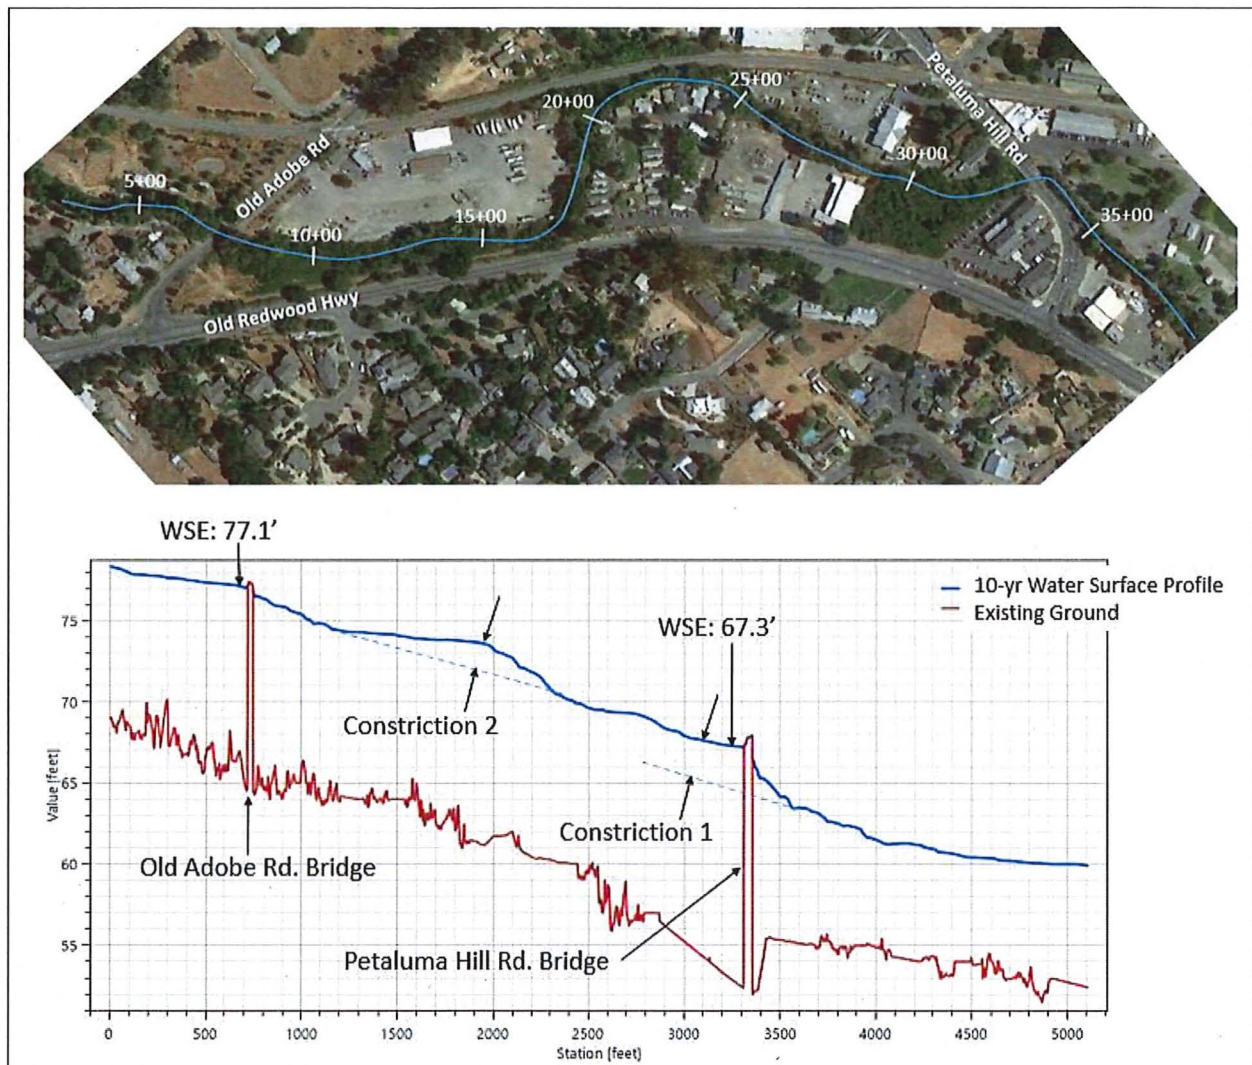 Petaluma Hill Rd
25+00
20+00
Old Adobe Rd
30+00
5+00
15+00
35+00
10+00
Old Redwood Hwy
WSE: 77.1’
10-yr Water Surface Profile
Existing Ground
WSE: 67.3’
Constriction 2
Constriction 1
Old Adobe Rd. Bridge
Petaluma Hill Rd. Bridge
75
70
65
60
55
Value [feet]
0 500 1000 1500 2000 2500 3000 3500 4000 4500 5000
Station [feet]